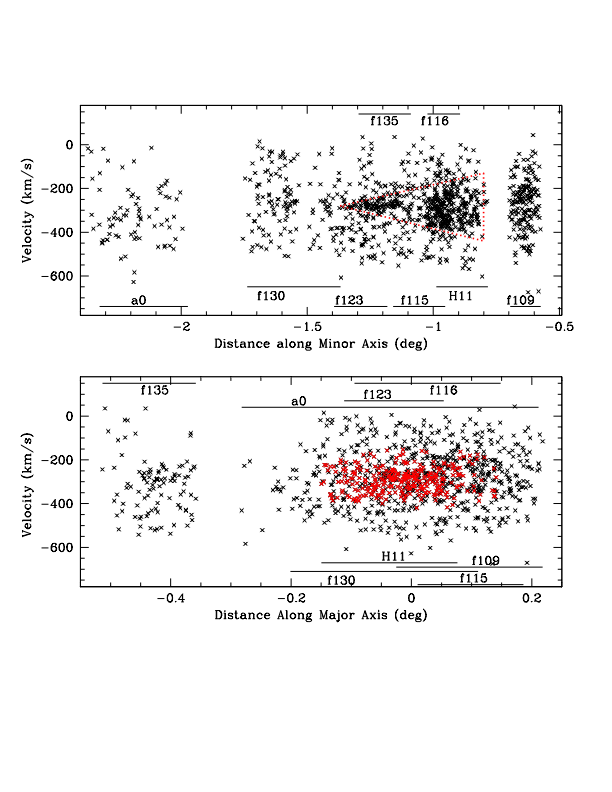 f135 f116
0
−200
−400
−600
Velocity (km/s)
a0 f130 f123 f115 H11 f109
−2 −1.5 −1 −0.5
Distance along Minor Axis (deg)
f135 a0 f123 f116
0
−200
−400
−600
Velocity (km/s)
H11 f109
f130 f115
−0.4 −0.2 0 0.2
Distance Along Major Axis (deg)